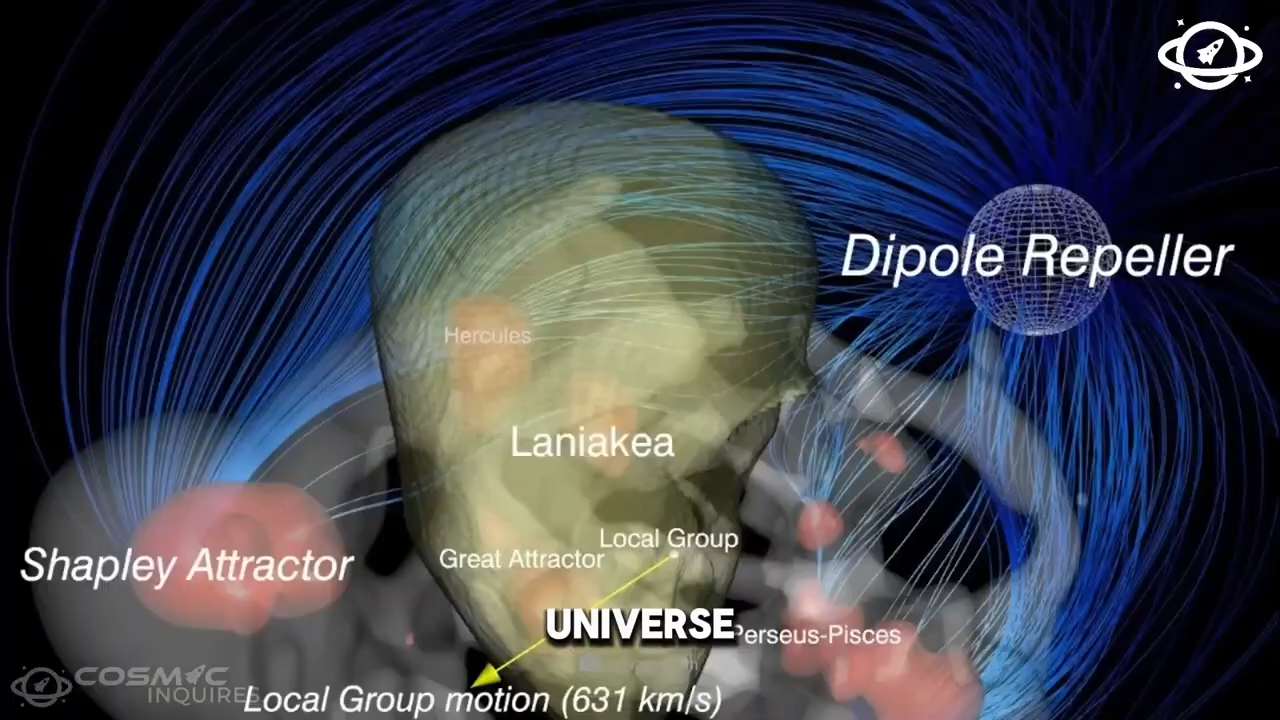 Dipole Repeller
Hercules
Laniakea
Local Group
Great Attractor
Shapley Attractor
UNIVERSE
Perseus-Pisces
COSMIC
INQUIRES
Local Group motion (631 km/s)